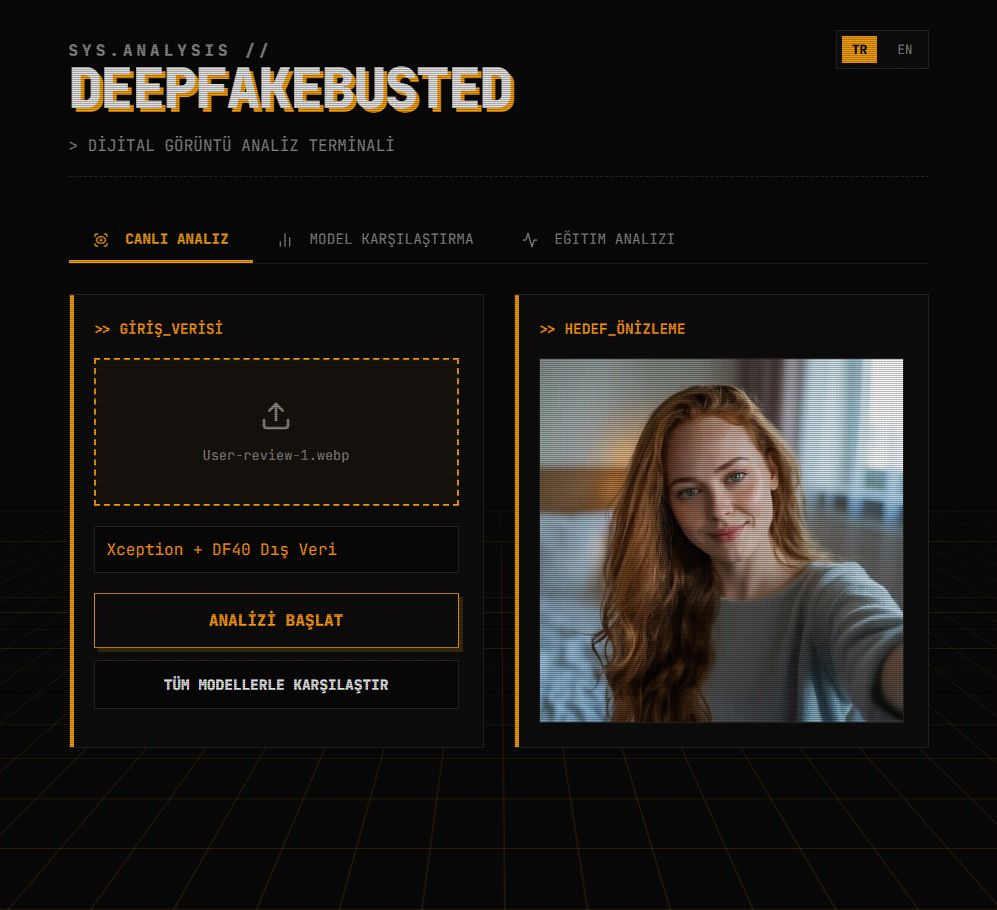 SYS.ANALYSIS //
TR EN
DEEPFAKEBUSTED
> DİJİTAL GÖRÜNTÜ ANALİZ TERMİNALİ
CANLI ANALIZ
MODEL KARŞILAŞTIRMA
EĞITIM ANALIZI
>> GİRİŞ_VERİSİ
User-review-1.webp
Xception + DF40 Dış Veri
ANALİZİ BAŞLAT
TÜM MODELLERLE KARŞILAŞTIR
>> HEDEF_ÖNİZLEME